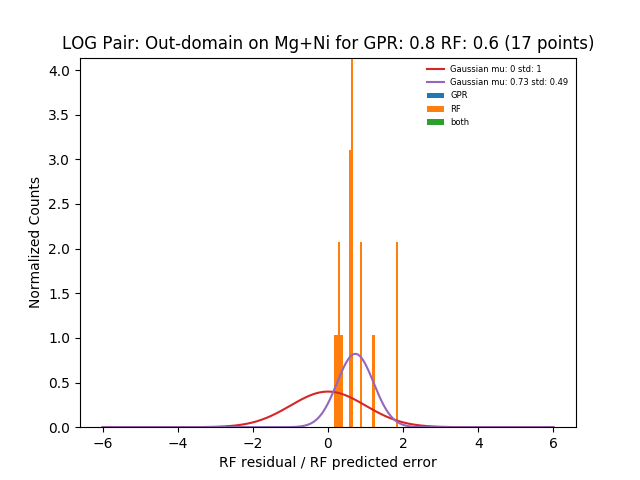 LOG Pair: Out-domain on Mg+Ni for GPR: 0.8 RF: 0.6 (17 points)
Gaussian mu: 0 std: 1
Gaussian mu: 0.73 std: 0.49
GPR
RF
both
Normalized Counts
4.0
3.5
3.0
2.5
2.0
1.5
1.0
0.5
0.0
−6 −4 −2 0 2 4 6
RF residual / RF predicted error